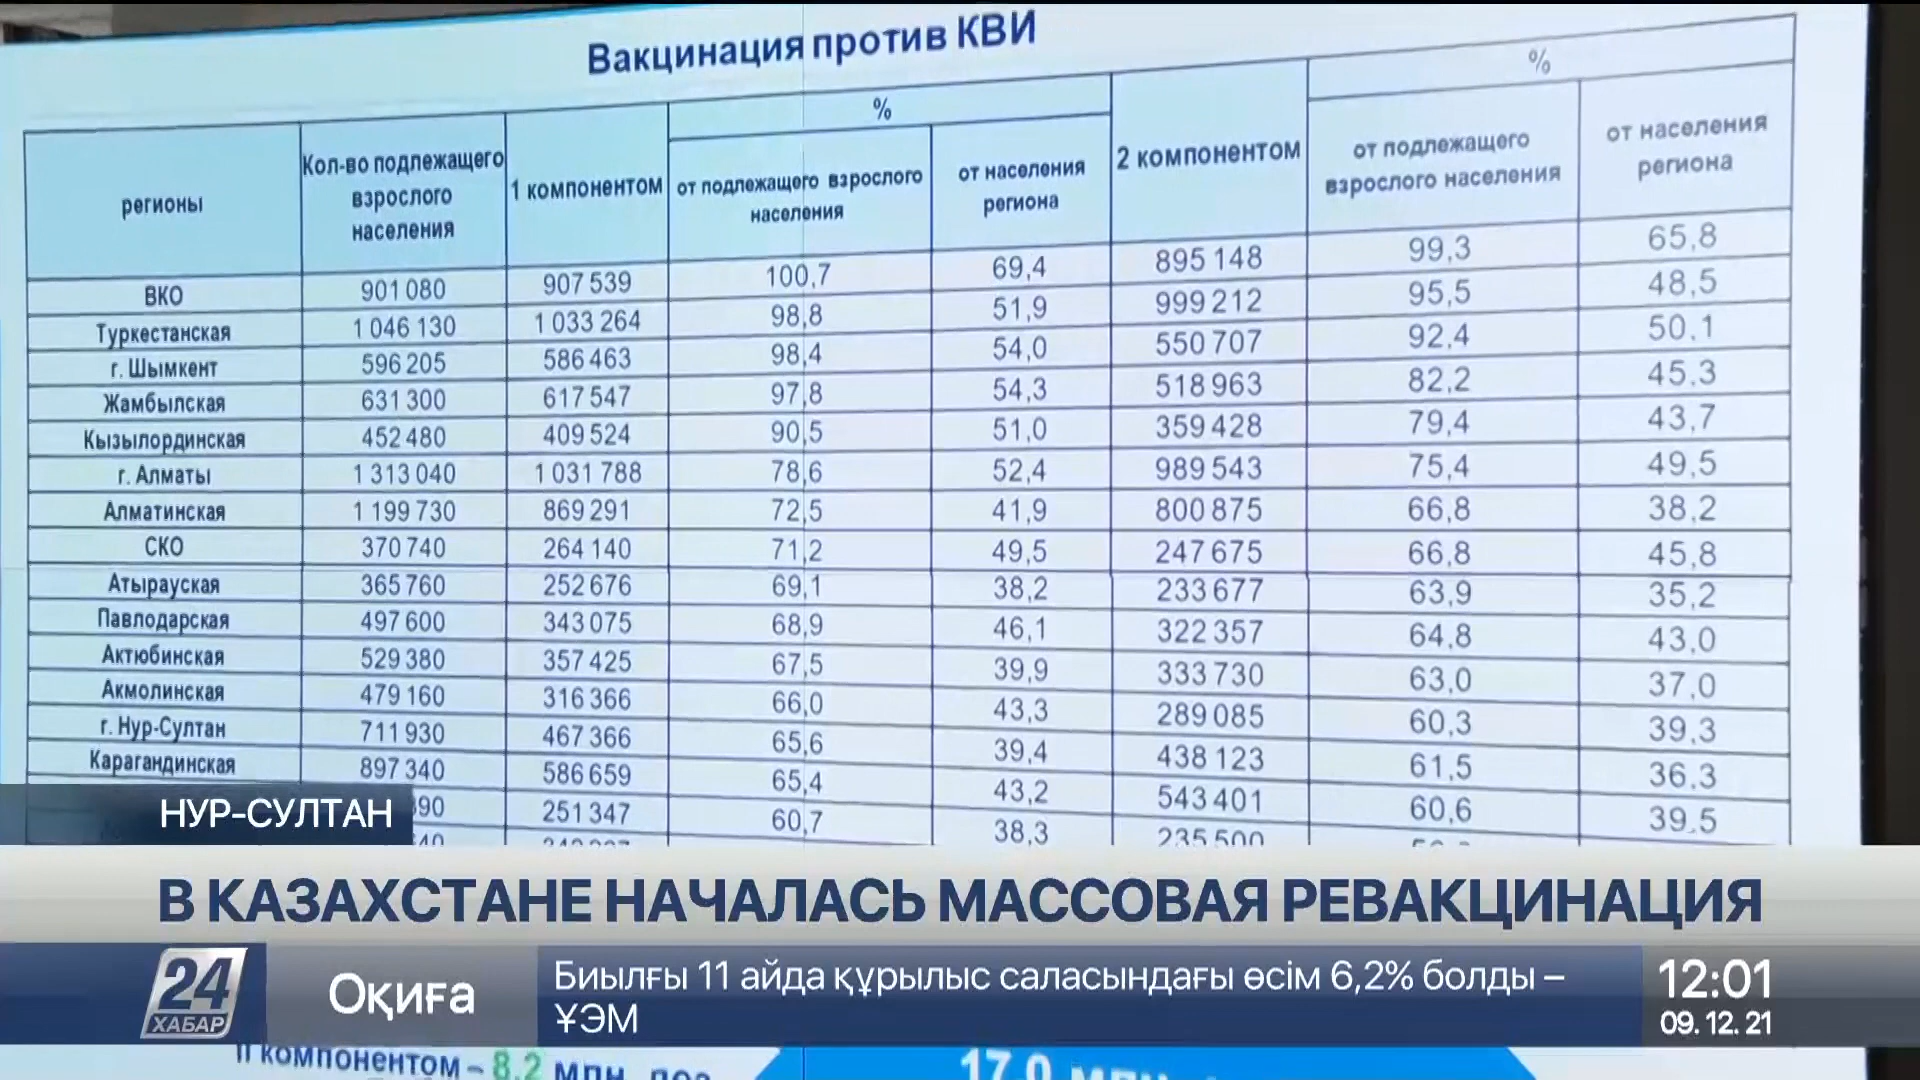 Вакцинация против КВИ
регионы | Кол-во подлежащего взрослого населения | 1 компонентом | % от подлежащего взрослого населения | % от населения региона | 2 компонентом | % от подлежащего взрослого населения | % от населения региона
ВКО 901 080 907 539 100,7 69,4 895 148 99,3 65,8
Туркестанская 1 046 130 1 033 264 98,8 51,9 999 212 95,5 48,5
г. Шымкент 596 205 586 463 98,4 54,0 550 707 92,4 50,1
Жамбылская 631 300 617 547 97,8 54,3 518 963 82,2 45,3
Кызылординская 452 480 409 524 90,5 51,0 359 428 79,4 43,7
г. Алматы 1 313 040 1 031 788 78,6 52,4 989 543 75,4 49,5
Алматинская 1 199 730 869 291 72,5 41,9 800 875 66,8 38,2
СКО 370 740 264 140 71,2 49,5 247 675 66,8 45,8
Атырауская 365 760 252 676 69,1 38,2 233 677 63,9 35,2
Павлодарская 497 600 343 075 68,9 46,1 322 357 64,8 43,0
Актюбинская 529 380 357 425 67,5 39,9 333 730 63,0 37,0
Акмолинская 479 160 316 366 66,0 43,3 289 085 60,3 39,3
г. Нур-Султан 711 930 467 366 65,6 39,4 438 123 61,5 36,3
Карагандинская 897 340 586 659 65,4 43,2 543 401 60,6 39,5
251 347 60,7 38,3 235 500
НУР-СУЛТАН
В КАЗАХСТАНЕ НАЧАЛАСЬ МАССОВАЯ РЕВАКЦИНАЦИЯ
24 ХАБАР
Оқиға
Биылғы 11 айда құрылыс саласындағы өсім 6,2% болды –
ҰЭМ
12:01
09. 12. 21
II компонентом – 8,2 млн. доз
17,0 млн.